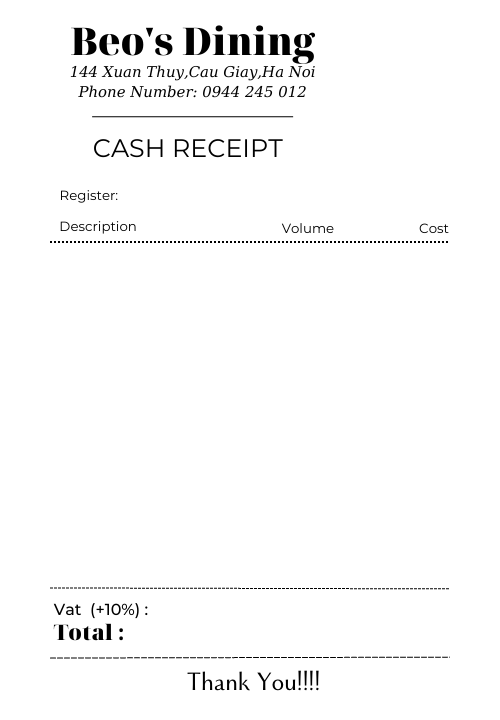 Beo's Dining
144 Xuan Thuy,Cau Giay,Ha Noi
Phone Number: 0944 245 012
CASH RECEIPT
Register:
Description Volume Cost
Vat (+10%) :
Total :
Thank You!!!!